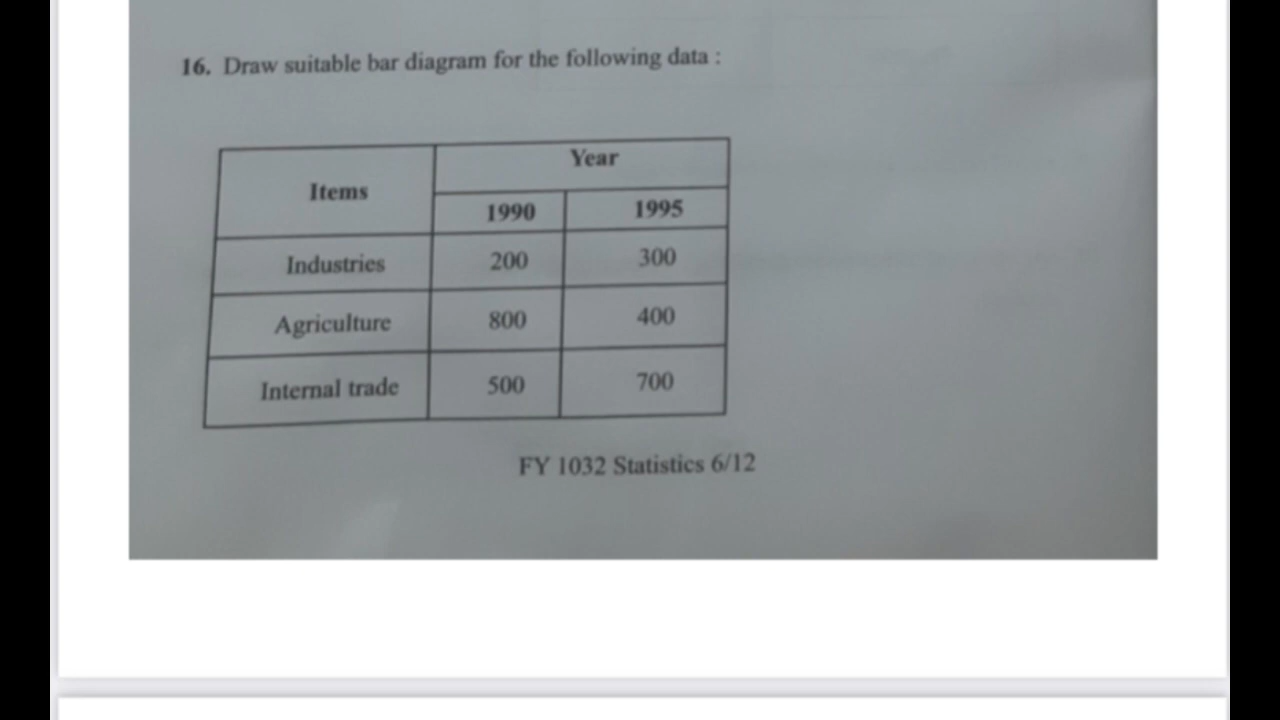 16. Draw suitable bar diagram for the following data :
Items Year
1990 1995
Industries 200 300
Agriculture 800 400
Internal trade 500 700
FY 1032 Statistics 6/12